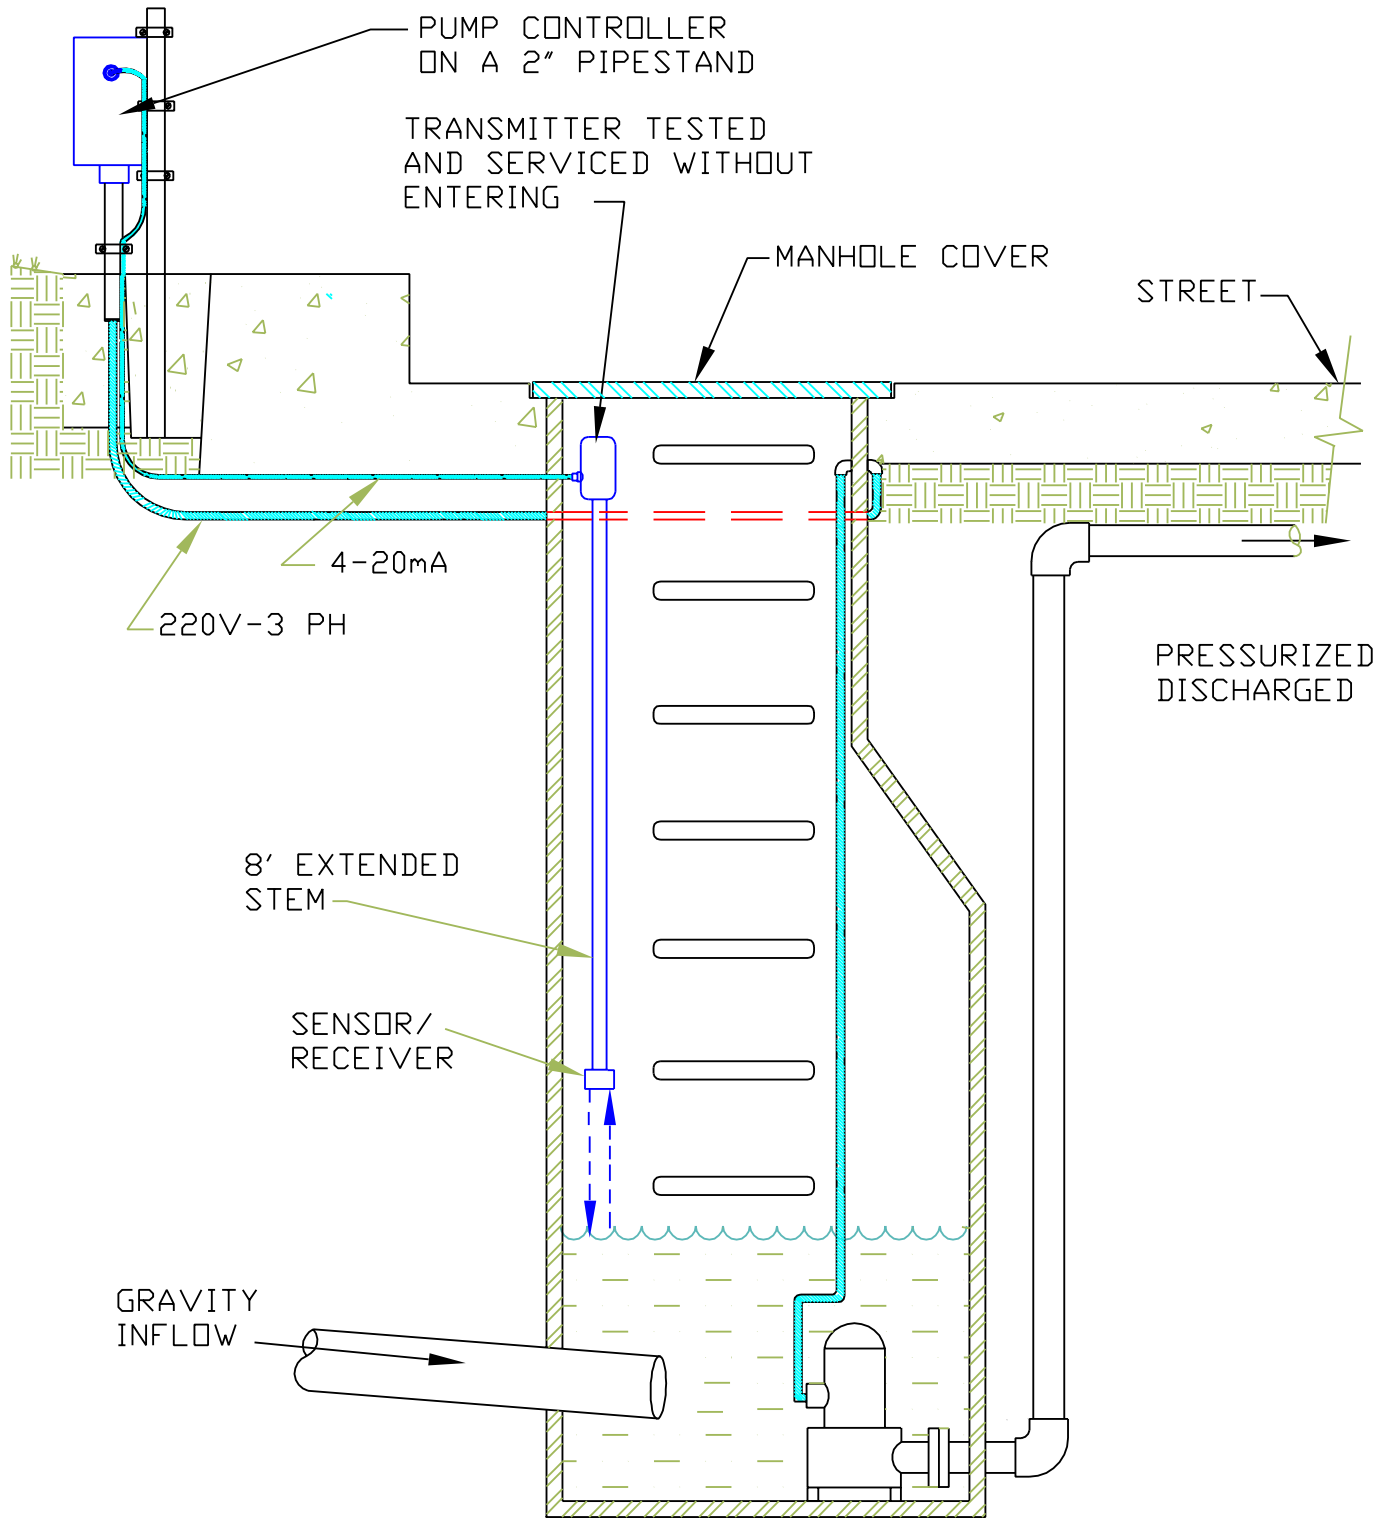 PUMP CONTROLLER
ON A 2" PIPESTAND
TRANSMITTER TESTED
AND SERVICED WITHOUT
ENTERING
MANHOLE COVER
STREET
4-20mA
220V-3 PH
PRESSURIZED
DISCHARGED
8' EXTENDED
STEM
SENSOR/
RECEIVER
GRAVITY
INFLOW